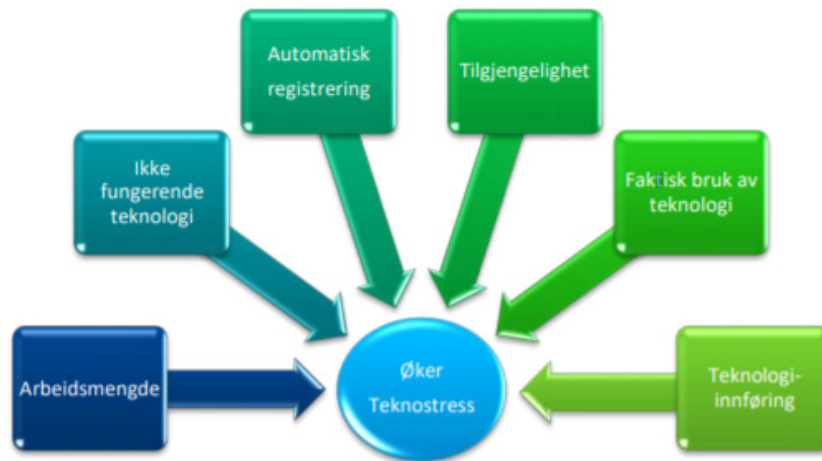 Automatisk
registrering
Tilgjengelighet
Ikke
fungerende
teknologi
Faktisk bruk av
teknologi
Arbeidsmengde
Øker
Teknostress
Teknologi-
innføring